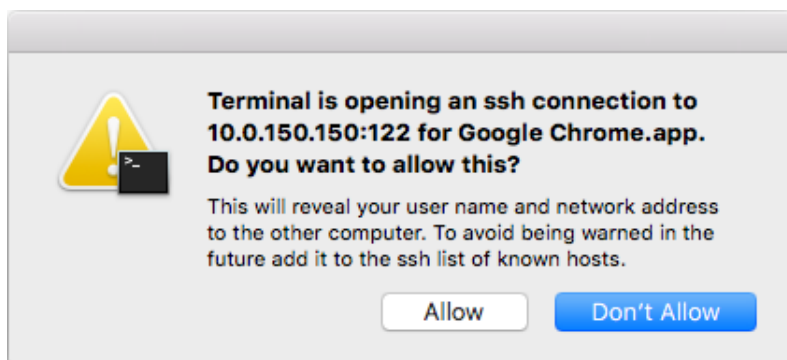 Terminal is opening an ssh connection to
10.0.150.150:122 for Google Chrome.app.
Do you want to allow this?
>_
This will reveal your user name and network address
to the other computer. To avoid being warned in the
future add it to the ssh list of known hosts.
Allow Don't Allow